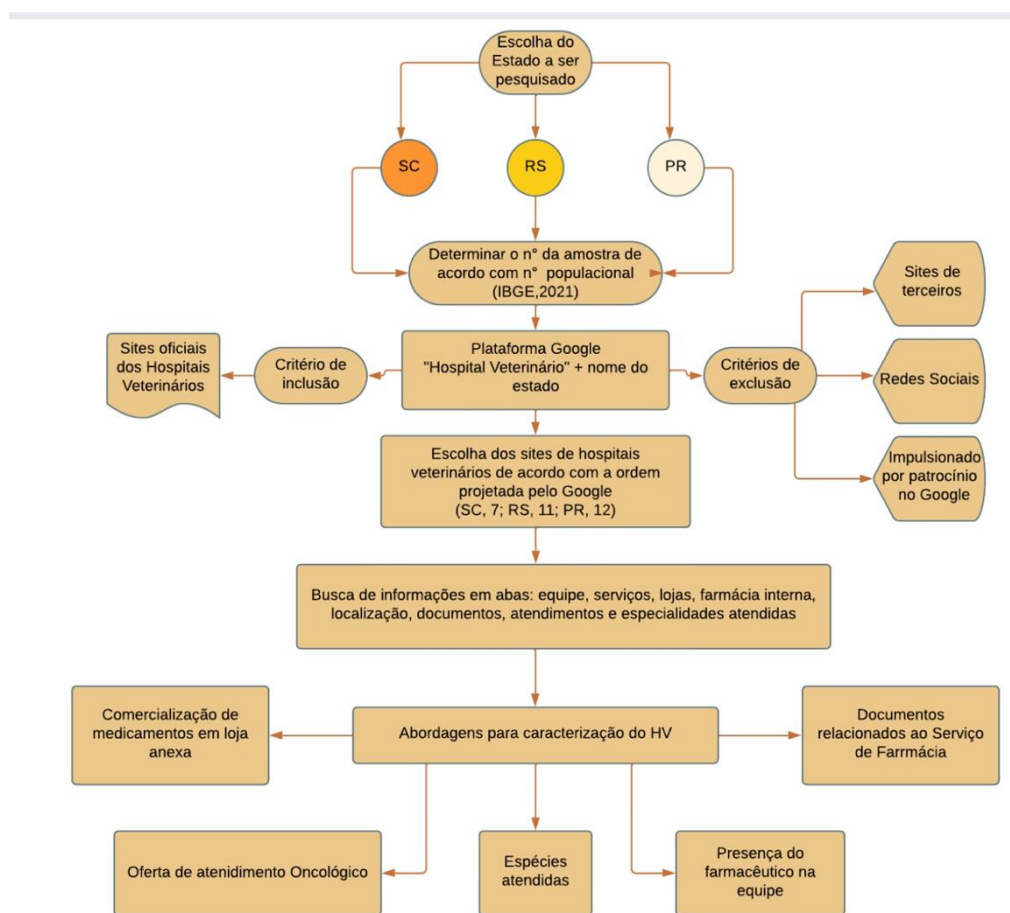 Escolha do
Estado a ser
pesquisado
SC
RS
PR
Determinar o n° da amostra de
acordo com n° populacional
(IBGE,2021)
Sites de
terceiros
Sites oficiais
dos Hospitais
Veterinários
Critério de
inclusão
Plataforma Google
"Hospital Veterinário" + nome do
estado
Critérios de
exclusão
Redes Sociais
Impulsionado
por patrocínio
no Google
Escolha dos sites de hospitais
veterinários de acordo com a ordem
projetada pelo Google
(SC, 7; RS, 11; PR, 12)
Busca de informações em abas: equipe, serviços, lojas, farmácia interna,
localização, documentos, atendimentos e especialidades atendidas
Comercialização de
medicamentos em loja
anexa
Abordagens para caracterização do HV
Documentos
relacionados ao Serviço
de Farrmácia
Oferta de atenidimento Oncológico
Espécies
atendidas
Presença do
farmacêutico na
equipe